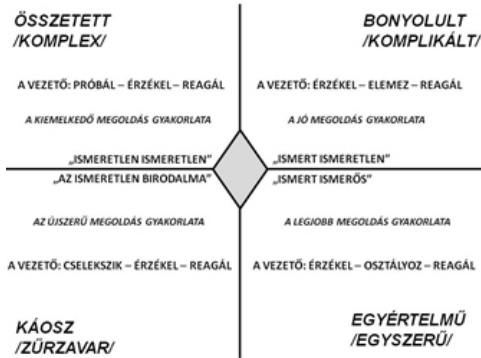 ÖSSZETETT
/KOMPLEX/
A VEZETŐ: PRÓBÁL – ÉRZÉKEL – REAGÁL
A KIEMELKEDŐ MEGOLDÁS GYAKORLATA
„ISMERETLEN ISMERETLEN”
BONYOLULT
/KOMPLIKÁLT/
A VEZETŐ: ÉRZÉKEL – ELEMEZ – REAGÁL
A JÓ MEGOLDÁS GYAKORLATA
„ISMERT ISMERETLEN”
„AZ ISMERETLEN BIRODALMA”
AZ ÚJSZERŰ MEGOLDÁS GYAKORLATA
A VEZETŐ: CSELEKSZIK – ÉRZÉKEL – REAGÁL
KÁOSZ
/ZŰRZAVAR/
„ISMERT ISMERŐS”
A LEGJOBB MEGOLDÁS GYAKORLATA
A VEZETŐ: ÉRZÉKEL – OSZTÁLYOZ – REAGÁL
EGYÉRTELMŰ
/EGYSZERŰ/